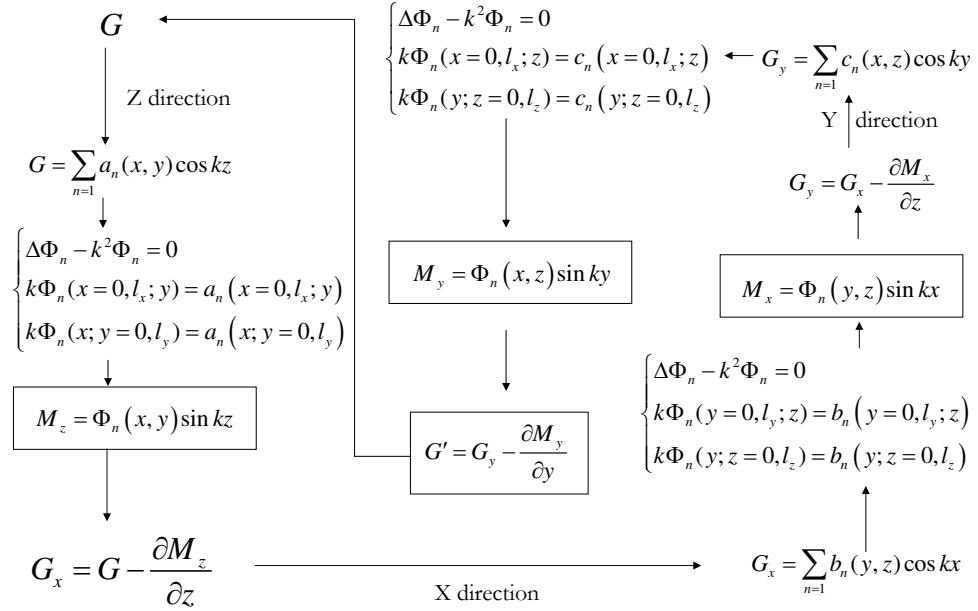 G
Z direction
G = \sum_{n=1} a_n(x, y) \cos kz
ΔΦ_n − k²Φ_n = 0
kΦ_n(x = 0, l_x; y) = a_n(x = 0, l_x; y)
kΦ_n(x; y = 0, l_y) = a_n(x; y = 0, l_y)
M_z = Φ_n(x, y) sin kz
G_x = G − ∂M_z/∂z
X direction
G_x = \sum_{n=1} b_n(y, z) \cos kx
ΔΦ_n − k²Φ_n = 0
kΦ_n(y = 0, l_y; z) = b_n(y = 0, l_y; z)
kΦ_n(y; z = 0, l_z) = b_n(y; z = 0, l_z)
M_x = Φ_n(y, z) sin kx
G_y = G_x − ∂M_x/∂z
Y direction
G_y = \sum_{n=1} c_n(x, z) \cos ky
ΔΦ_n − k²Φ_n = 0
kΦ_n(x = 0, l_x; z) = c_n(x = 0, l_x; z)
kΦ_n(y; z = 0, l_z) = c_n(y; z = 0, l_z)
M_y = Φ_n(x, z) sin ky
G′ = G_y − ∂M_y/∂y